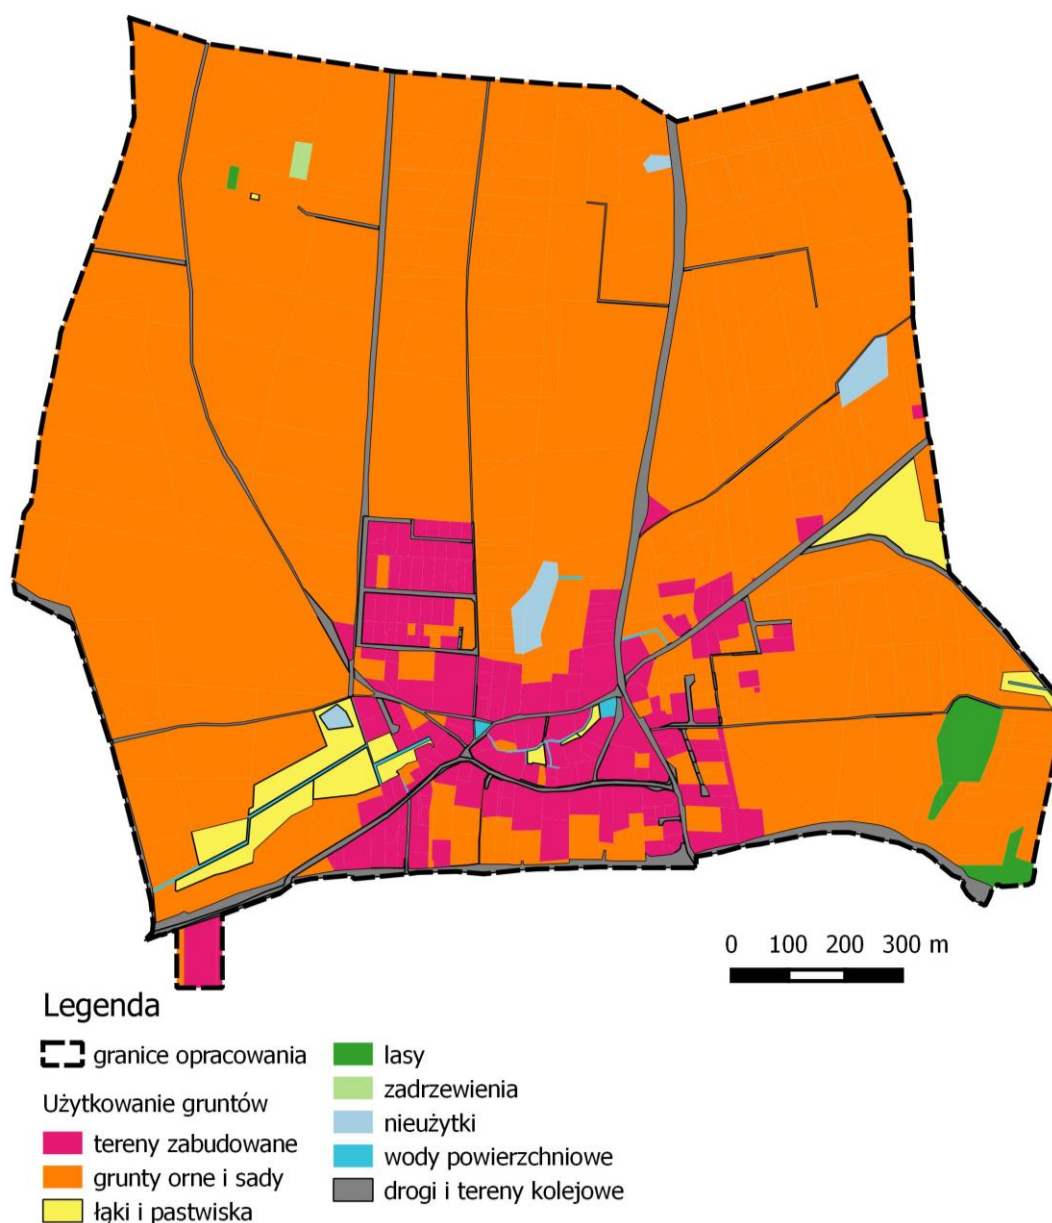 0 100 200 300 m
Legenda
granice opracowania
Użytkowanie gruntów
tereny zabudowane
grunty orne i sady
łąki i pastwiska
lasy
zadrzewienia
nieużytki
wody powierzchniowe
drogi i tereny kolejowe